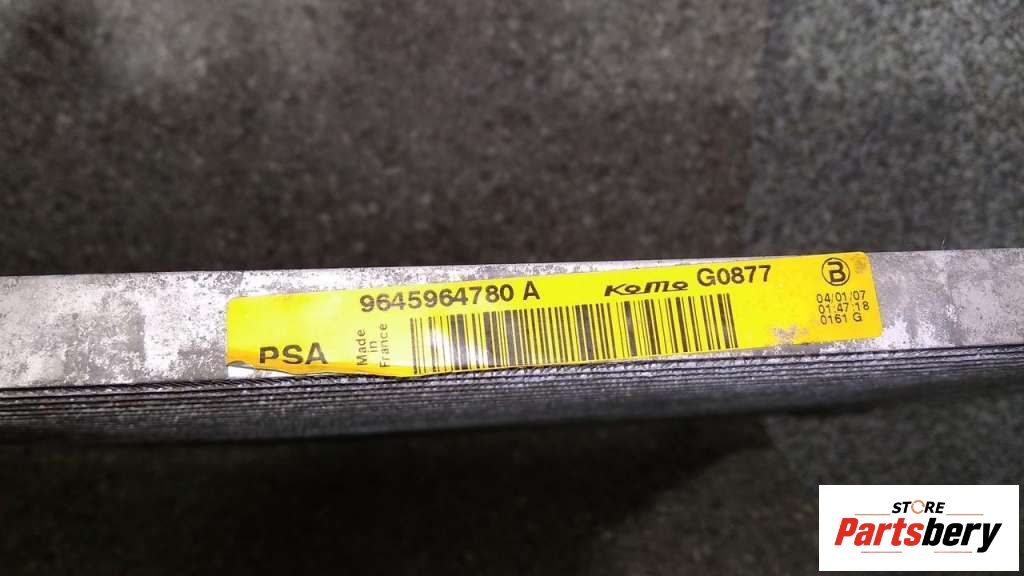 9645964780 A KoMo G0877 B
PSA
Made
in
France
04/01/07
01:47:18
0161 G
STORE
Partsbery